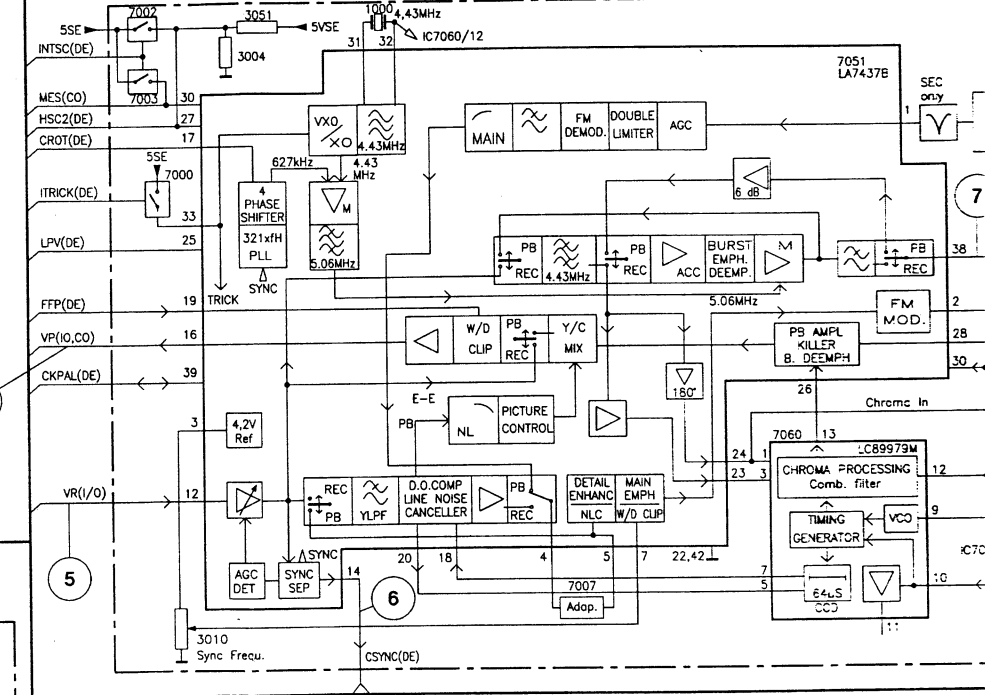 7002
3051
5SE
5VSE
1000
4,43MHz
IC7060/12
INTSC(DE)
3004
31
32
7003
7051
LA7437B
MES(CO)
30
HSC2(DE)
27
CROT(DE)
17
SEC
only
1
VXO
XO
4.43MHz
MAIN
FM
DEMOD.
DOUBLE
LIMITER
AGC
5SE
7000
ITRICK(DE)
33
627kHz
4.43
MHz
4
PHASE
SHIFTER
321xfH
PLL
SYNC
M
5.06MHz
6 dB
7
LPV(DE)
25
TRICK
PB
REC
4.43MHz
PB
REC
ACC
BURST
EMPH.
DEEMP.
M
PB
REC
38
5.06MHz
FFP(DE)
19
FM
MOD.
2
VP(IO,CO)
16
W/D
CLIP
PB
REC
Y/C
MIX
PB AMPL
KILLER
B. DEEMPH
28
30
CKPAL(DE)
39
E-E
180°
26
Chroma In
3
4,2V
Ref
PB
NL
PICTURE
CONTROL
7060
13
LC89979M
24
1
23
3
CHROMA PROCESSING
Comb. filter
12
VR(I/O)
12
REC
PB
YLPF
D.O.COMP
LINE NOISE
CANCELLER
PB
REC
DETAIL
ENHANC
NLC
MAIN
EMPH
W/D CLIP
TIMING
GENERATOR
VCO
9
5
AGC
DET
SYNC
SYNC
SEP
14
20
18
4
5
7
22,42
7
5
64uS
CCD
10
11
6
7007
Adap.
3010
Sync Frequ.
CSYNC(DE)